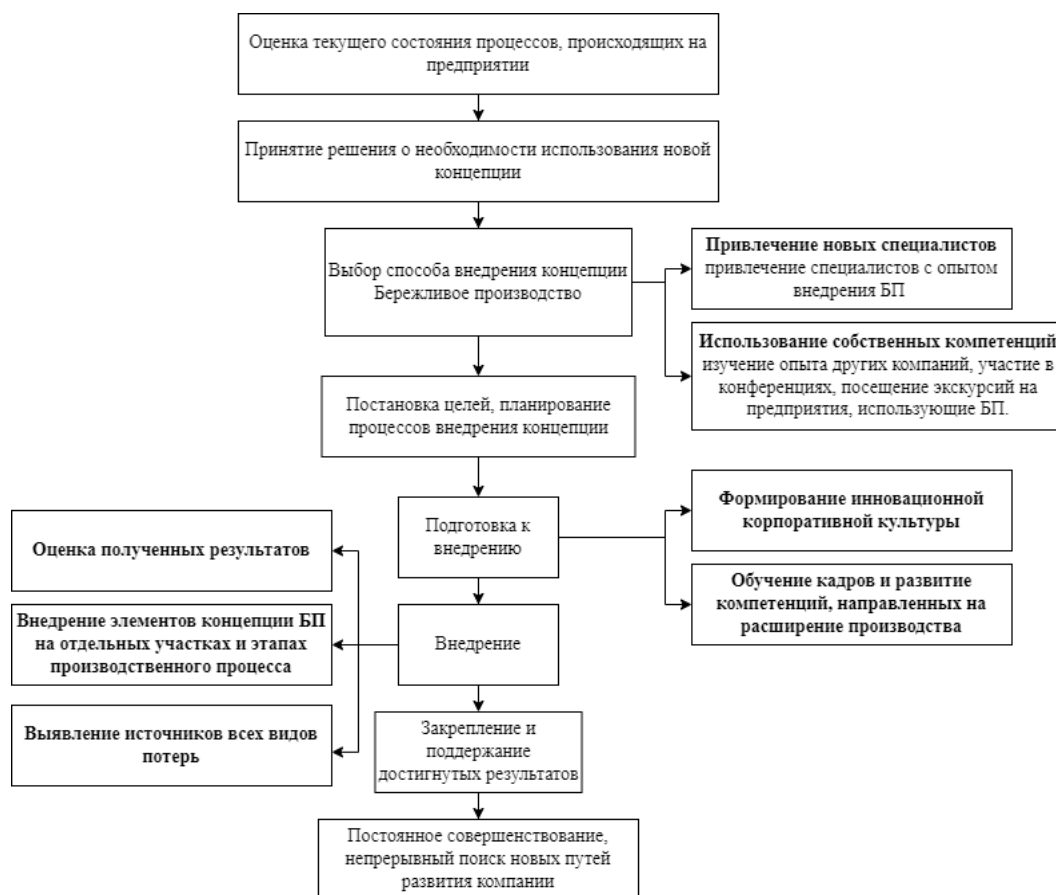 Оценка текущего состояния процессов, происходящих на
предприятии
Принятие решения о необходимости использования новой
концепции
Выбор способа внедрения концепции
Бережливое производство
Привлечение новых специалистов
привлечение специалистов с опытом
внедрения БП
Использование собственных компетенций
изучение опыта других компаний, участие в
конференциях, посещение экскурсий на
предприятия, использующие БП.
Постановка целей, планирование
процессов внедрения концепции
Подготовка к
внедрению
Формирование инновационной
корпоративной культуры
Обучение кадров и развитие
компетенций, направленных на
расширение производства
Оценка полученных результатов
Внедрение элементов концепции БП
на отдельных участках и этапах
производственного процесса
Выявление источников всех видов
потерь
Внедрение
Закрепление и
поддержание
достигнутых результатов
Постоянное совершенствование,
непрерывный поиск новых путей
развития компании